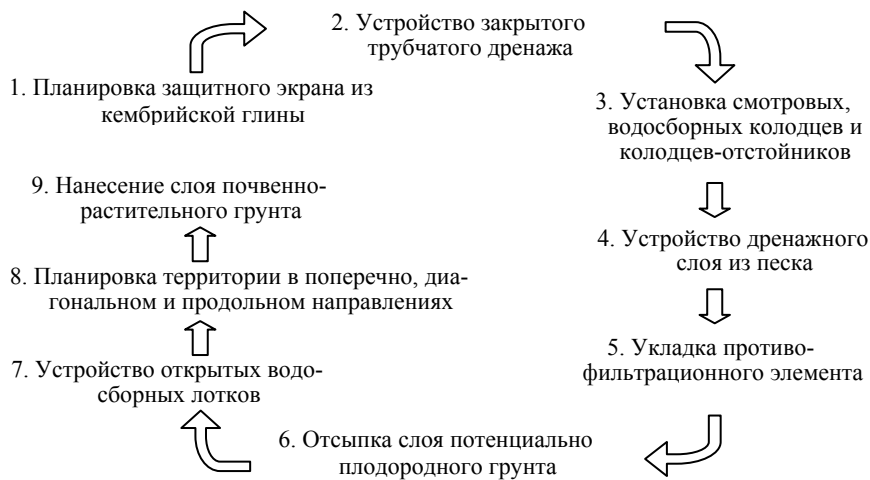 1. Планировка защитного экрана из
кембрийской глины
2. Устройство закрытого
трубчатого дренажа
3. Установка смотровых,
водосборных колодцев и
колодцев-отстойников
4. Устройство дренажного
слоя из песка
5. Укладка противо-
фильтрационного элемента
6. Отсыпка слоя потенциально
плодородного грунта
7. Устройство открытых водо-
сборных лотков
8. Планировка территории в поперечно, диа-
гональном и продольном направлениях
9. Нанесение слоя почвенно-
растительного грунта